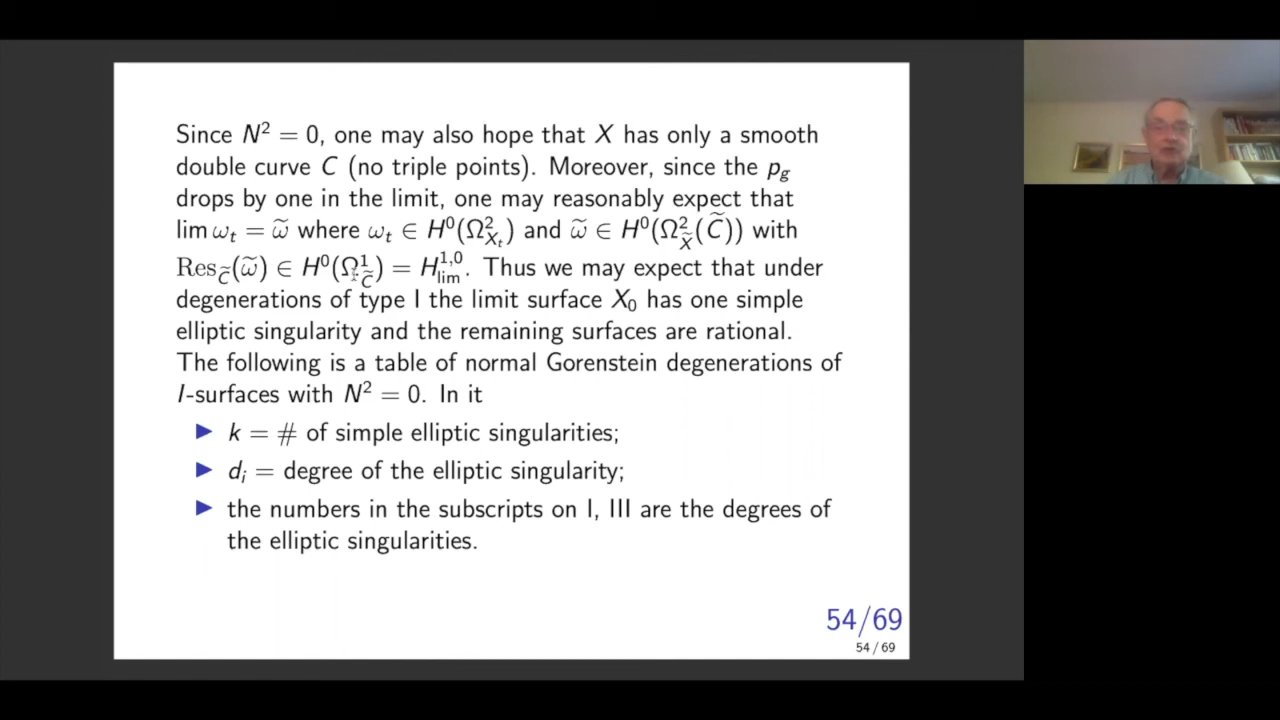 Since N² = 0, one may also hope that X has only a smooth
double curve C (no triple points). Moreover, since the p_g
drops by one in the limit, one may reasonably expect that
lim ω_t = ω̃ where ω_t ∈ H⁰(Ω²_{X_t}) and ω̃ ∈ H⁰(Ω²_{X̃}(C̃)) with
Res_{C̃}(ω̃) ∈ H⁰(Ω¹_{C̃}) = H^{1,0}_{lim}. Thus we may expect that under
degenerations of type I the limit surface X₀ has one simple
elliptic singularity and the remaining surfaces are rational.
The following is a table of normal Gorenstein degenerations of
I-surfaces with N² = 0. In it
▶ k = # of simple elliptic singularities;
▶ d_i = degree of the elliptic singularity;
▶ the numbers in the subscripts on I, III are the degrees of
the elliptic singularities.
54/69
54 / 69